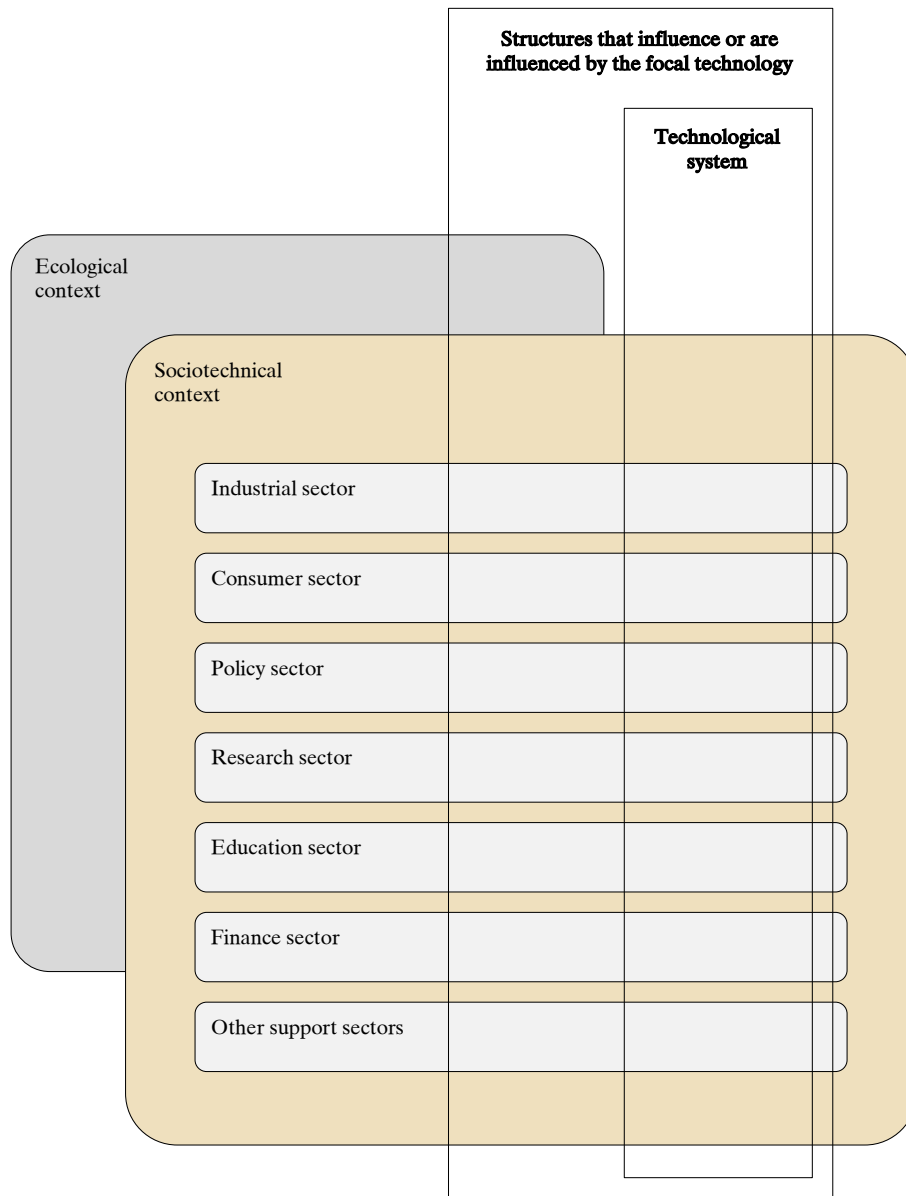 Structures that influence or are
influenced by the focal technology
Technological
system
Ecological
context
Sociotechnical
context
Industrial sector
Consumer sector
Policy sector
Research sector
Education sector
Finance sector
Other support sectors